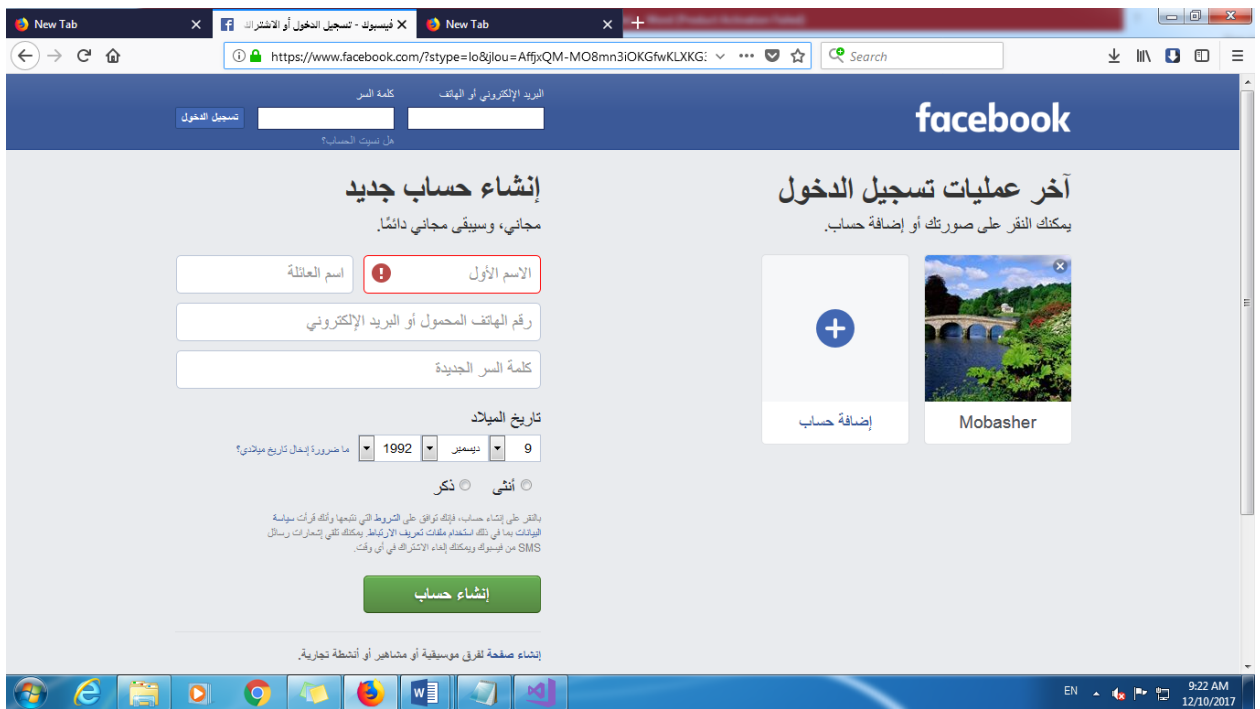 New Tab
فيسبوك - تسجيل الدخول أو الاشتراك
New Tab
https://www.facebook.com/?stype=lo&jlou=AffjxQM-MO8mn3iOKGfwKLXKG
Search
البريد الإلكتروني أو الهاتف
كلمة السر
تسجيل الدخول
هل نسيت الحساب؟
facebook
آخر عمليات تسجيل الدخول
يمكنك النقر على صورتك أو إضافة حساب.
Mobasher
إضافة حساب
إنشاء حساب جديد
مجاني، وسيبقى مجاني دائمًا.
الاسم الأول
اسم العائلة
رقم الهاتف المحمول أو البريد الإلكتروني
كلمة السر الجديدة
تاريخ الميلاد
9 ديسمبر 1992 ما ضرورة إدخال تاريخ ميلادي؟
أنثى ذكر
بالنقر على إنشاء حساب، فإنك توافق على الشروط التي نتبعها وأنك قرأت سياسة
البيانات بما في ذلك استخدام ملفات تعريف الارتباط. يمكنك تلقي إشعارات رسائل
SMS من فيسبوك ويمكنك إلغاء الاشتراك في أي وقت.
إنشاء حساب
إنشاء صفحة لفرق موسيقية أو مشاهير أو أنشطة تجارية.
EN
9:22 AM
12/10/2017